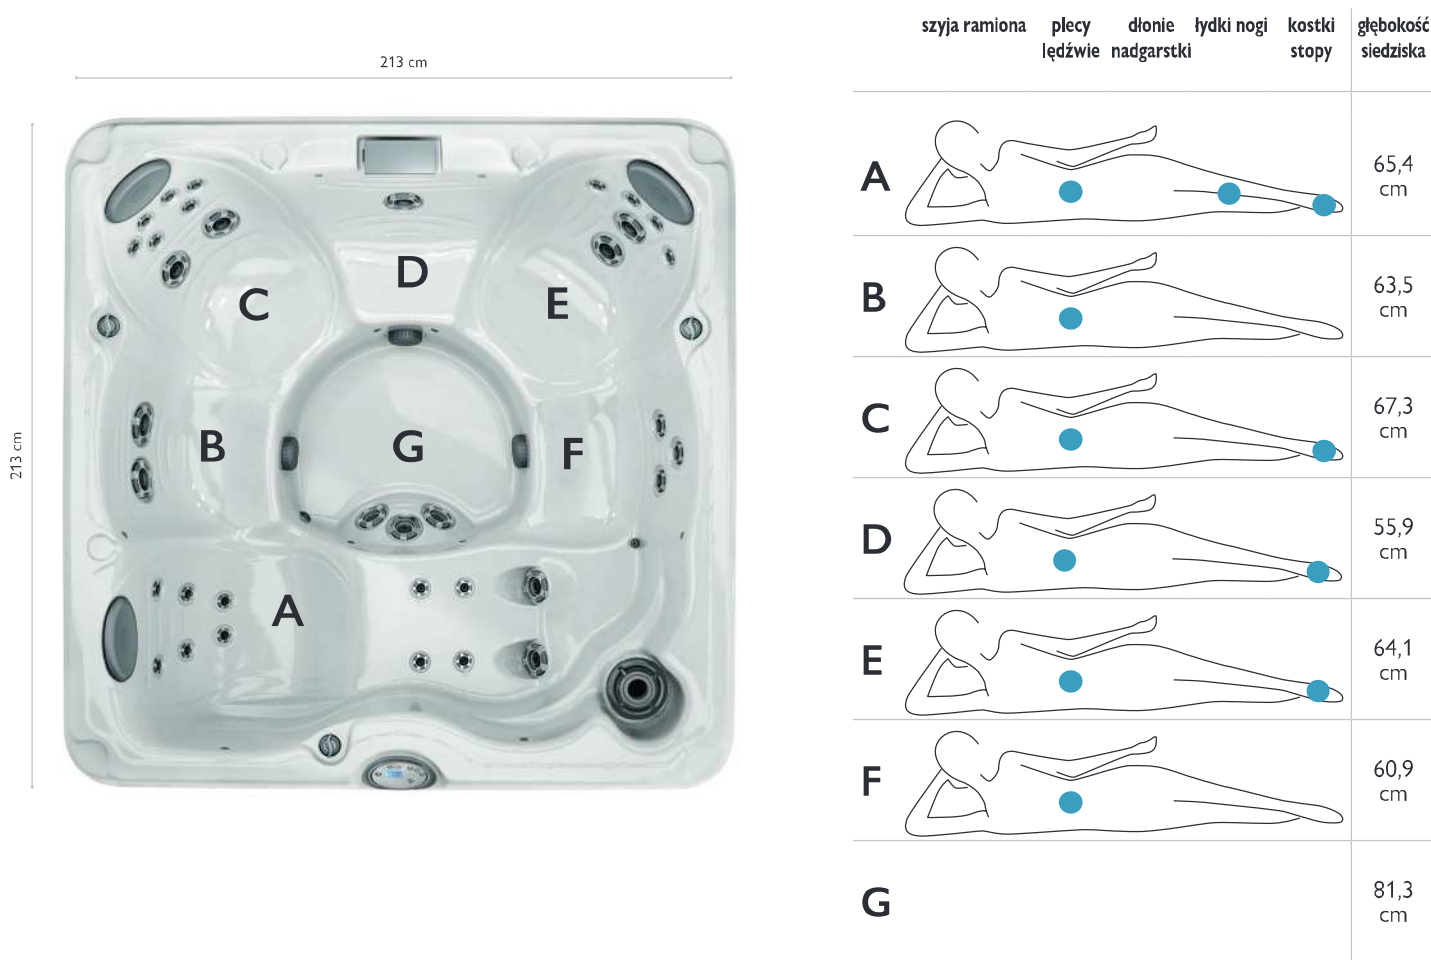 213 cm
213 cm
C
D
E
B
G
F
A
szyja ramiona
plecy
lędźwie
dłonie
nadgarstki
łydki nogi
kostki
stopy
głębokość
siedziska
A
65,4
cm
B
63,5
cm
C
67,3
cm
D
55,9
cm
E
64,1
cm
F
60,9
cm
G
81,3
cm